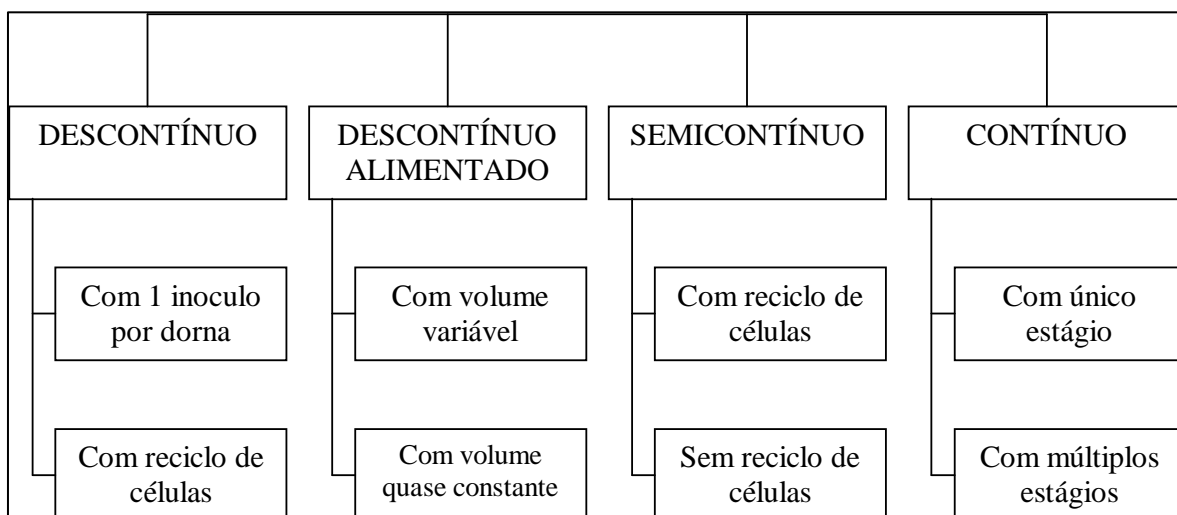 DESCONTÍNUO
DESCONTÍNUO
ALIMENTADO
SEMICONTÍNUO
CONTÍNUO
Com 1 inoculo
por dorna
Com volume
variável
Com reciclo de
células
Com único
estágio
Com reciclo de
células
Com volume
quase constante
Sem reciclo de
células
Com múltiplos
estágios